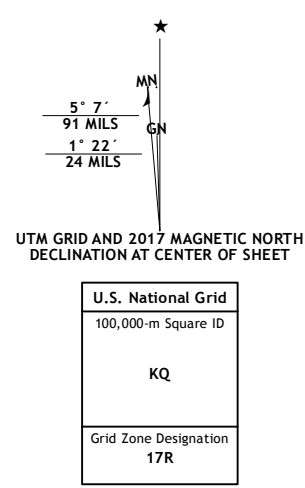 ★
MN
GN
5° 7´
91 MILS
1° 22´
24 MILS
UTM GRID AND 2017 MAGNETIC NORTH
DECLINATION AT CENTER OF SHEET
U.S. National Grid
100,000-m Square ID
KQ
Grid Zone Designation
17R